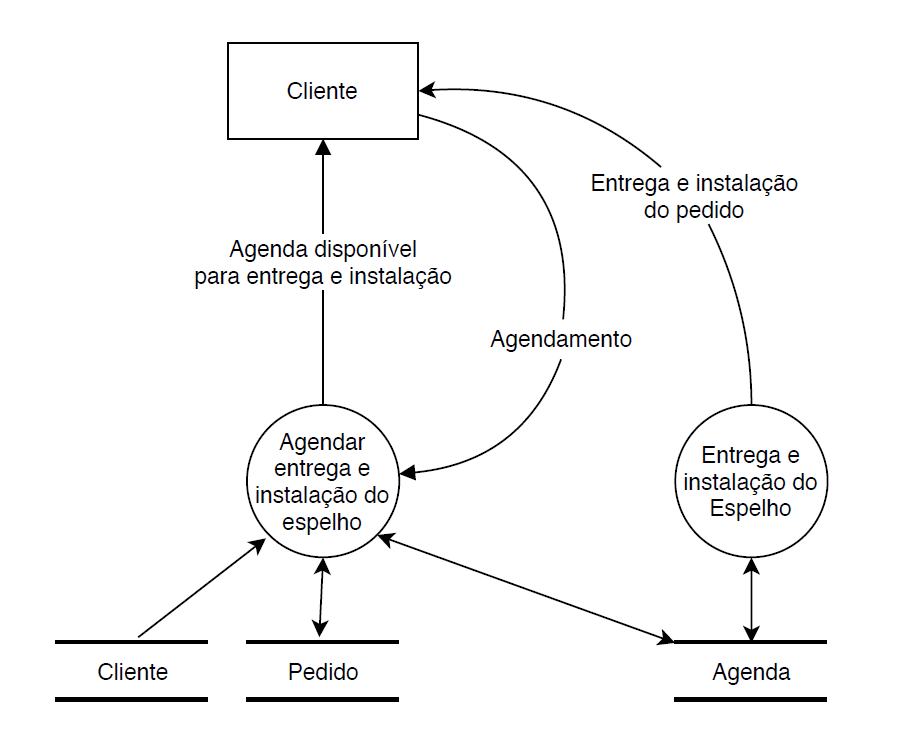 Cliente
Entrega e instalação
do pedido
Agenda disponível
para entrega e instalação
Agendamento
Agendar
entrega e
instalação do
espelho
Entrega e
instalação do
Espelho
Cliente
Pedido
Agenda